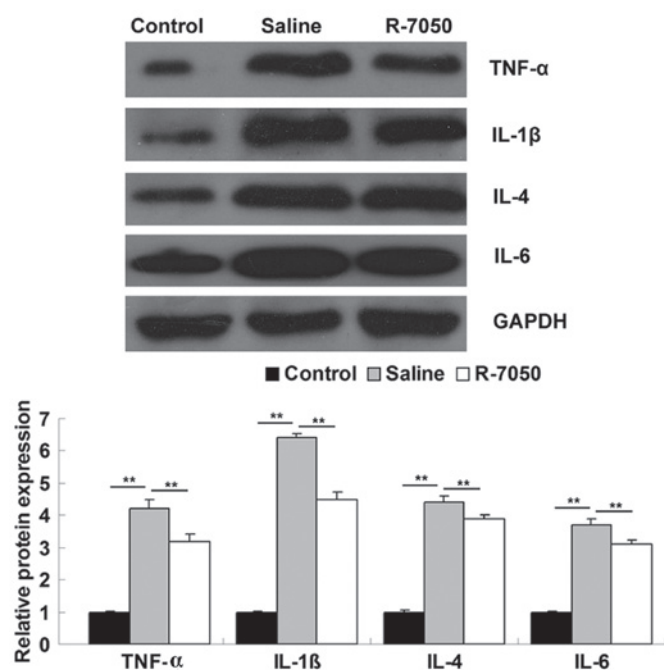 Control Saline R-7050
TNF-α
IL-1β
IL-4
IL-6
GAPDH
Control Saline R-7050
Relative protein expression
7
6
5
4
3
2
1
0
** ** ** ** ** ** ** **
TNF-α IL-1ß IL-4 IL-6